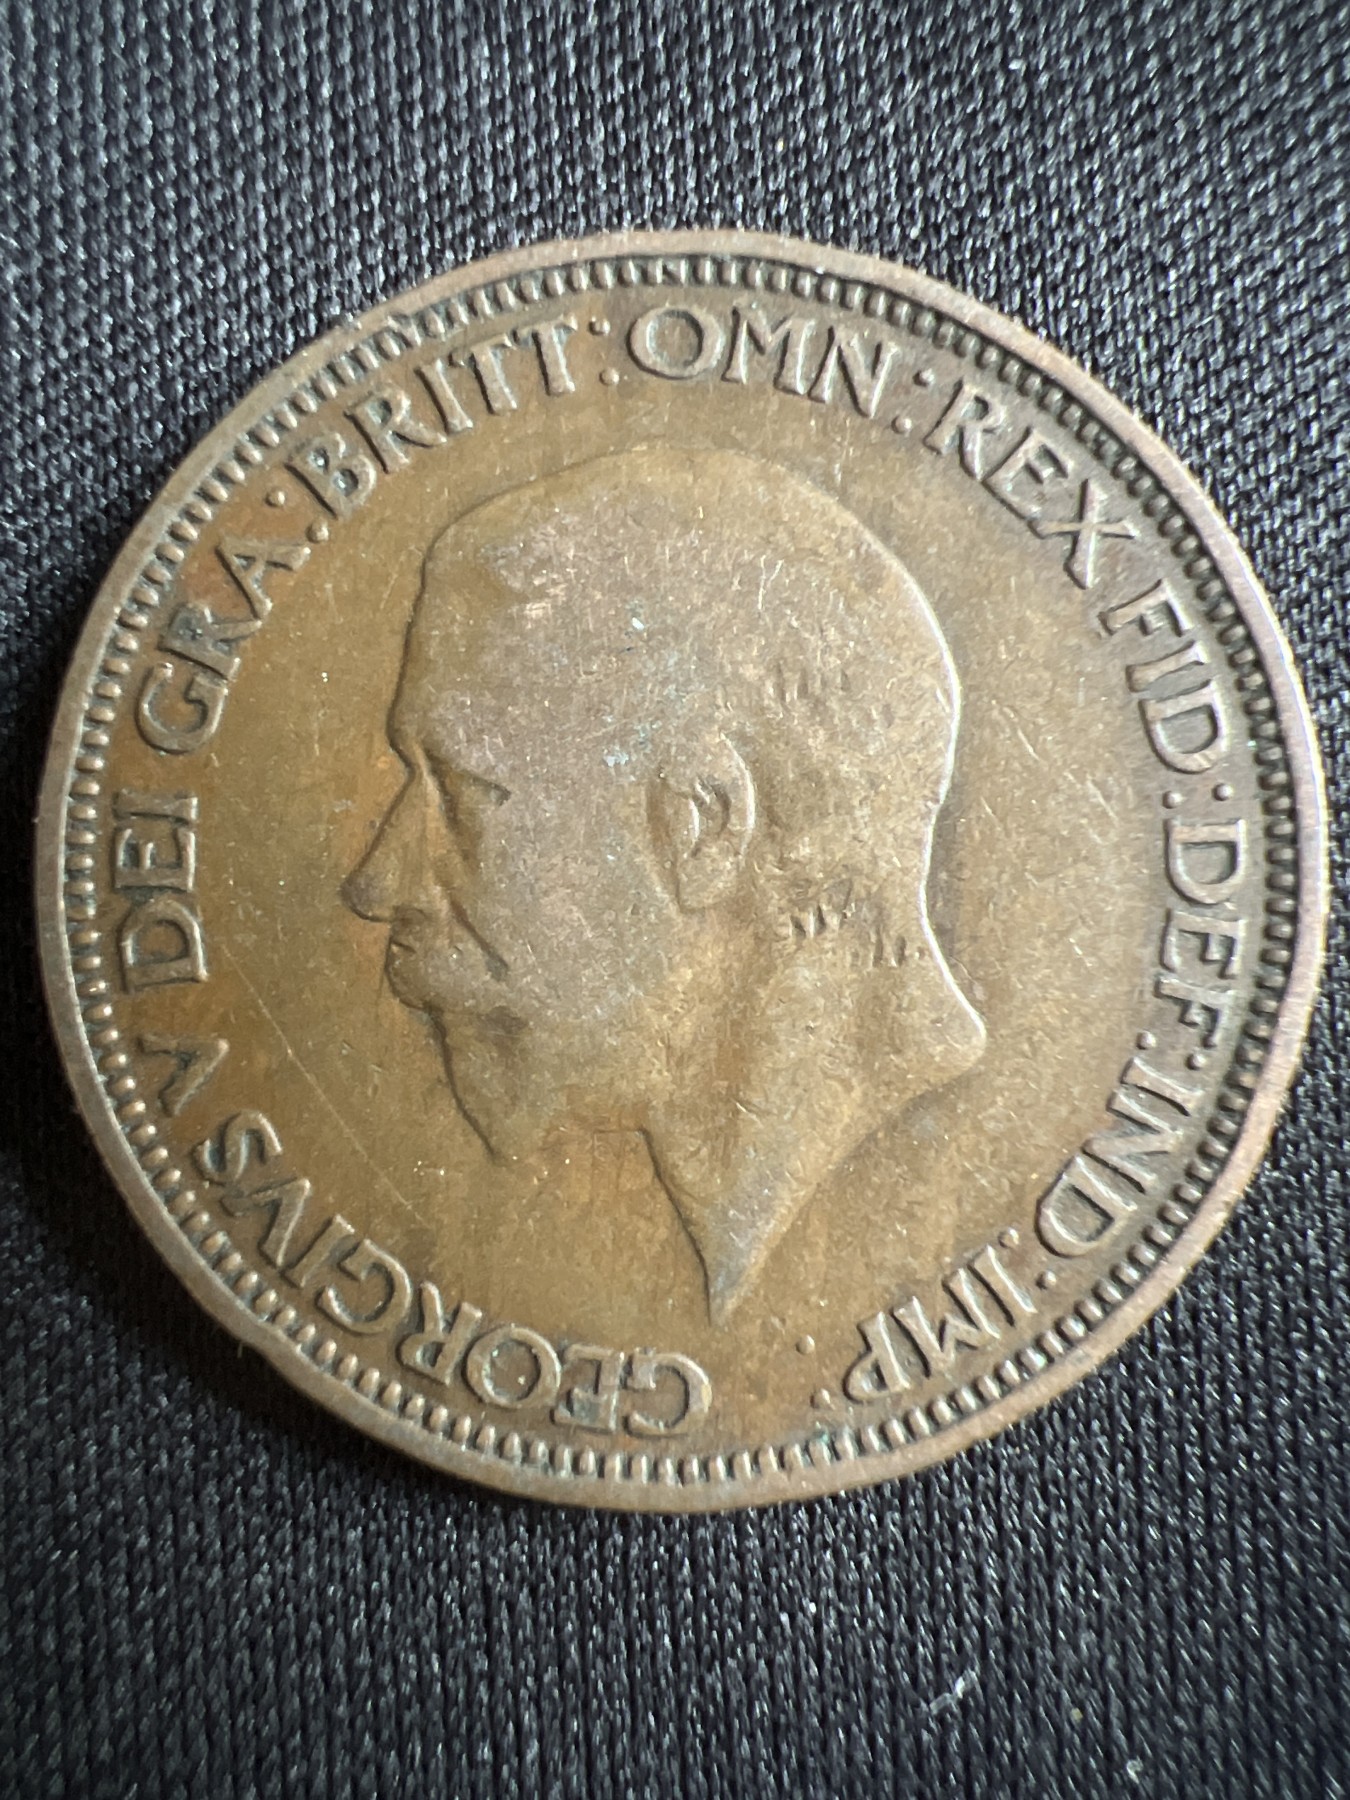 GEORGIVS V DEI GRA: BRITT: OMN: REX FID: DEF: IND: IMP: